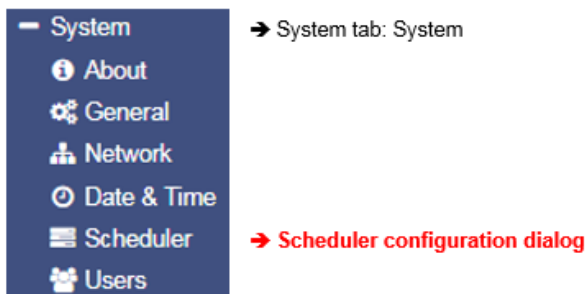 System ➔ System tab: System
About
General
Network
Date & Time
Scheduler ➔ Scheduler configuration dialog
Users